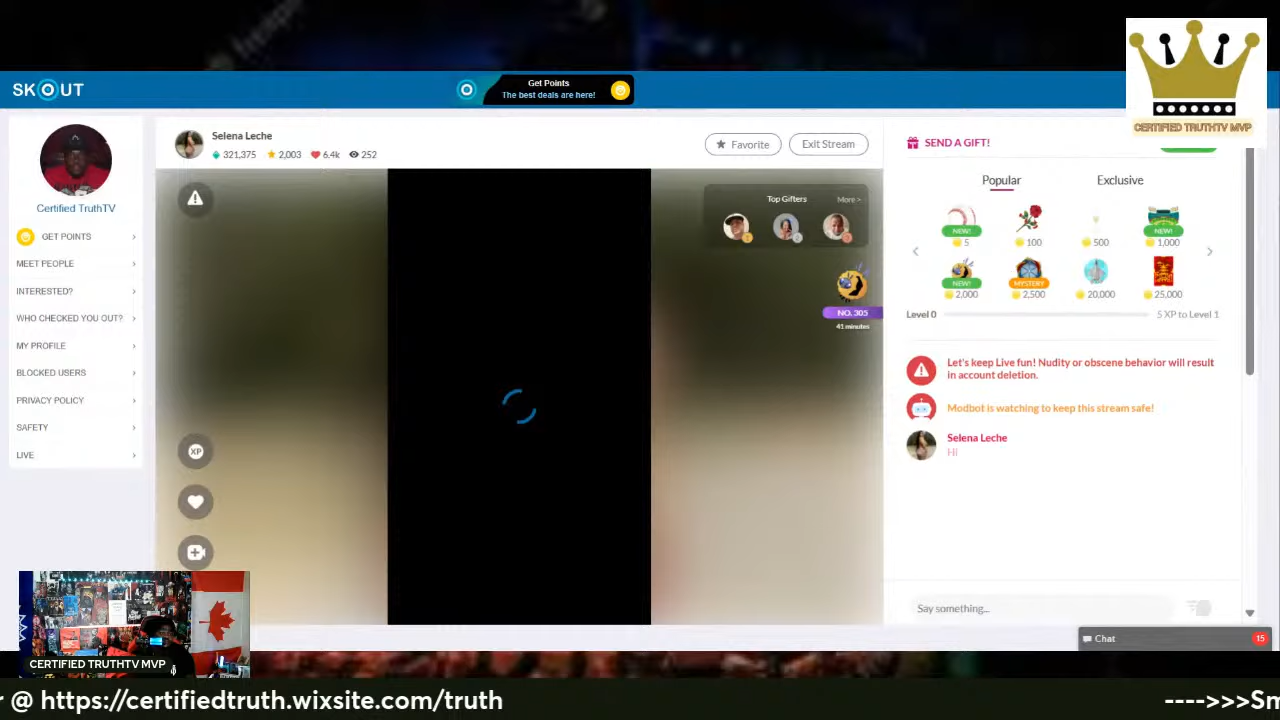 SKOUT
Get Points
The best deals are here!
CERTIFIED TRUTHTV MVP
Certified TruthTV
GET POINTS
MEET PEOPLE
INTERESTED?
WHO CHECKED YOU OUT?
MY PROFILE
BLOCKED USERS
PRIVACY POLICY
SAFETY
LIVE
Selena Leche
321,375 2,003 6.4k 252
Favorite
Exit Stream
Top Gifters More >
NO. 305
41 minutes
XP
SEND A GIFT!
Popular Exclusive
NEW! NEW!
5 100 500 1,000
NEW! MYSTERY
2,000 2,500 20,000 25,000
Level 0 5 XP to Level 1
Let's keep Live fun! Nudity or obscene behavior will result
in account deletion.
Modbot is watching to keep this stream safe!
Selena Leche
Hi
Say something...
Chat 15
CERTIFIED TRUTHTV MVP
r @ https://certifiedtruth.wixsite.com/truth ---->>>Sm